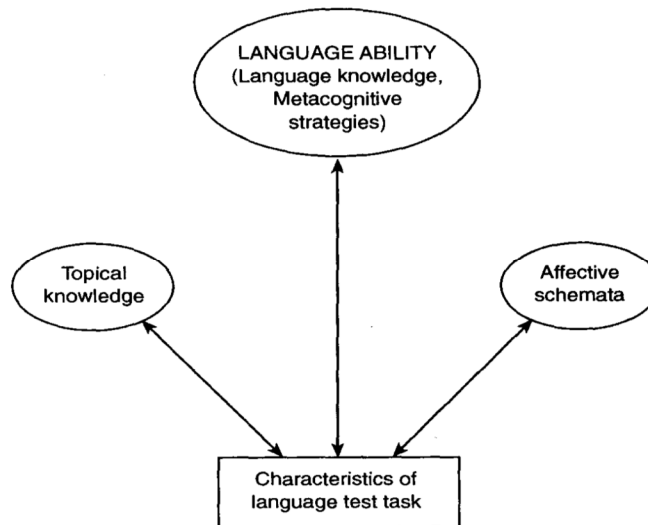 LANGUAGE ABILITY
(Language knowledge,
Metacognitive
strategies)
Topical
knowledge
Affective
schemata
Characteristics of
language test task